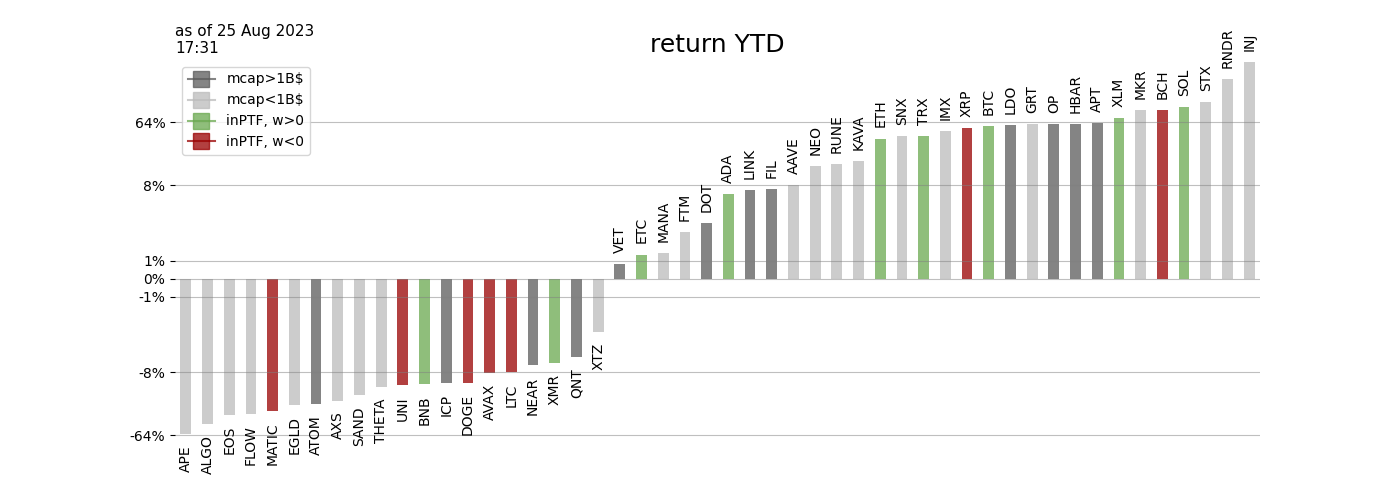 as of 25 Aug 2023
17:31
return YTD
mcap>1B$
mcap<1B$
inPTF, w>0
inPTF, w<0
64%
8%
1%
0%
-1%
-8%
-64%
APE
ALGO
EOS
FLOW
MATIC
EGLD
ATOM
AXS
SAND
THETA
UNI
BNB
ICP
DOGE
AVAX
LTC
NEAR
XMR
QNT
XTZ
VET
ETC
MANA
FTM
DOT
ADA
LINK
FIL
AAVE
NEO
RUNE
KAVA
ETH
SNX
TRX
IMX
XRP
BTC
LDO
GRT
OP
HBAR
APT
XLM
MKR
BCH
SOL
STX
RNDR
INJ